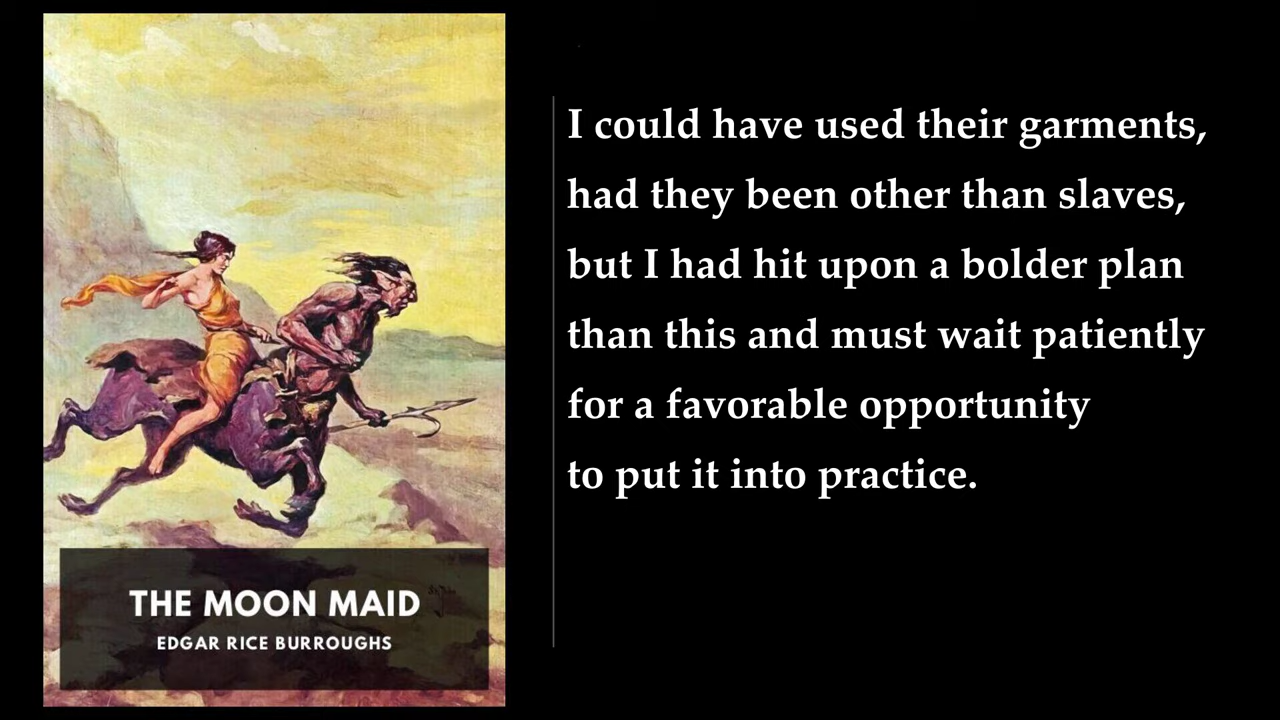 THE MOON MAID
EDGAR RICE BURROUGHS
I could have used their garments,
had they been other than slaves,
but I had hit upon a bolder plan
than this and must wait patiently
for a favorable opportunity
to put it into practice.